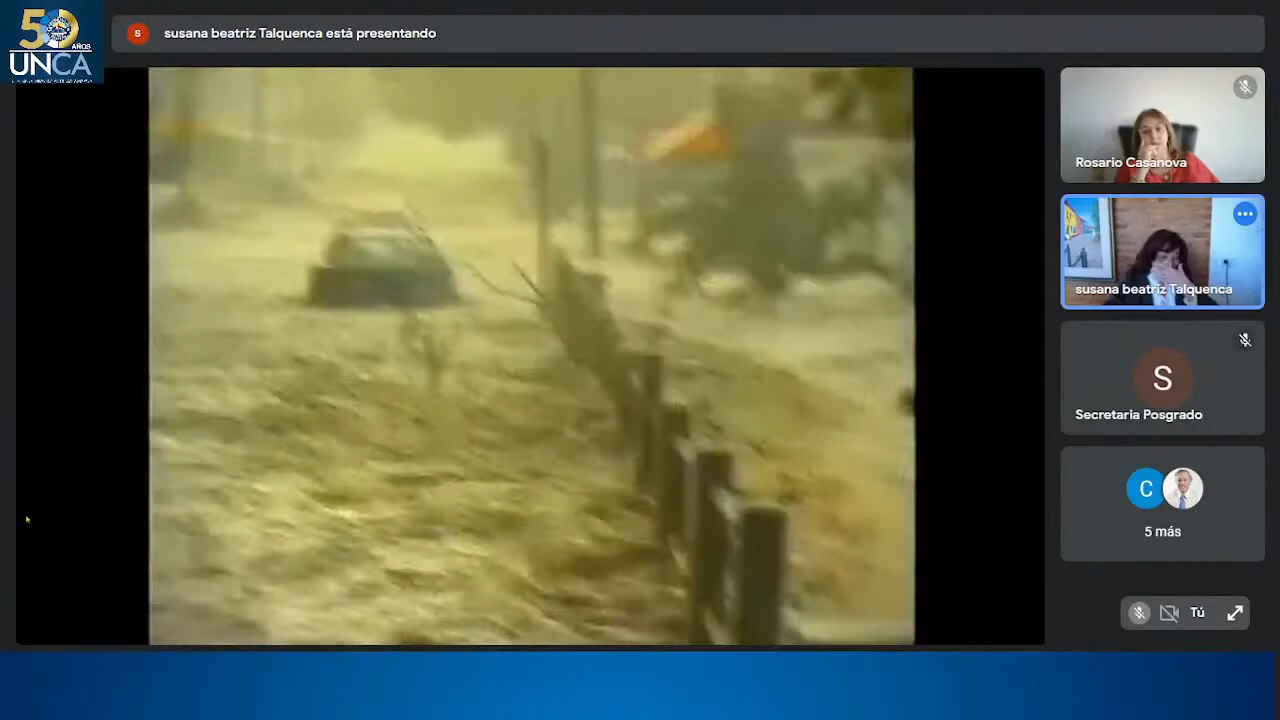 50
AÑOS
UNCA
S
susana beatriz Talquenca está presentando
Rosario Casanova
susana beatriz Talquenca
S
Secretaria Posgrado
C
5 más
Tú